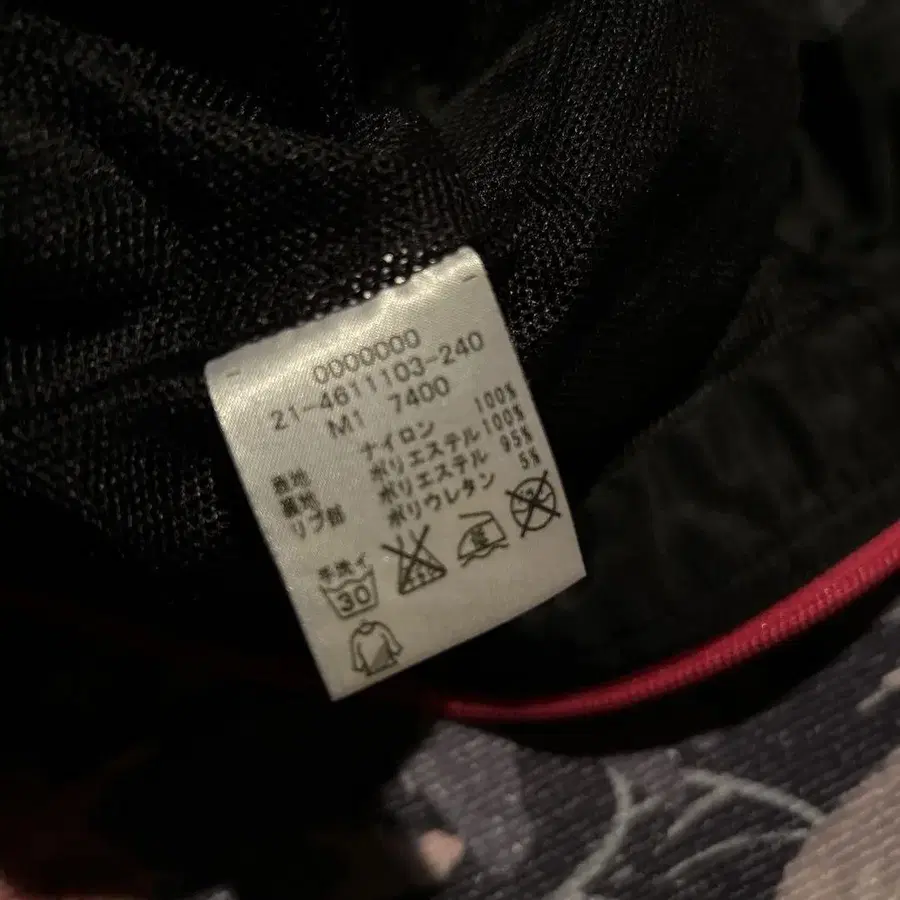 0000000
21-4611103-240
M1 7400
表地 ナイロン 100%
裏地 ポリエステル 100%
リブ部 ポリエステル 95%
ポリウレタン 5%
手洗イ
30